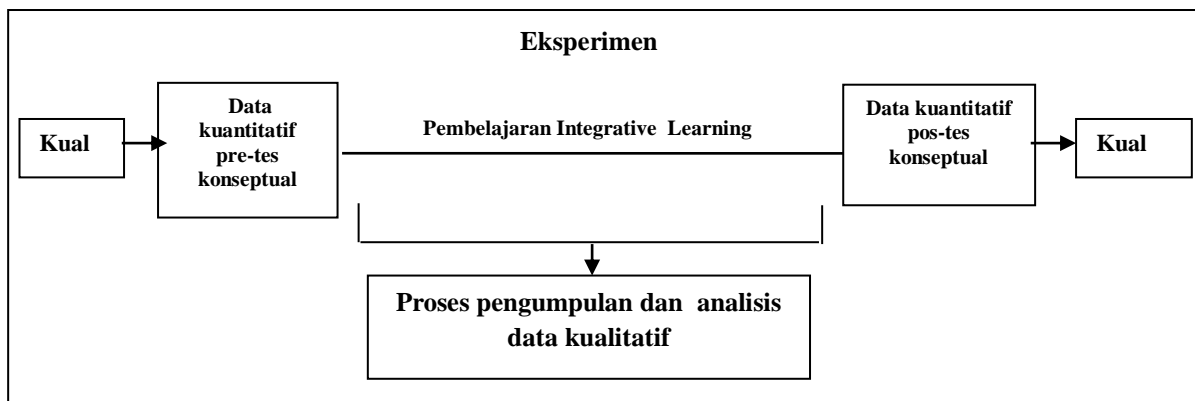 Eksperimen
Kual
Data
kuantitatif
pre-tes
konseptual
Pembelajaran Integrative Learning
Data kuantitatif
pos-tes
konseptual
Kual
Proses pengumpulan dan analisis
data kualitatif